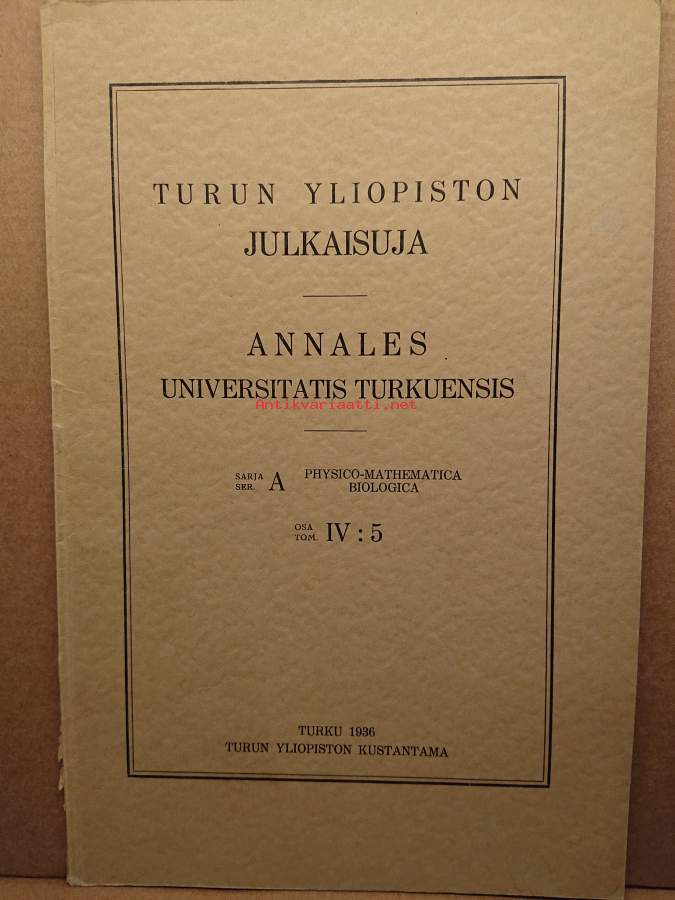 TURUN YLIOPISTON
JULKAISUJA
ANNALES
UNIVERSITATIS TURKUENSIS
Antikvariaatti.net
SARJA
SER. A PHYSICO-MATHEMATICA
BIOLOGICA
OSA
TOM. IV : 5
TURKU 1936
TURUN YLIOPISTON KUSTANTAMA